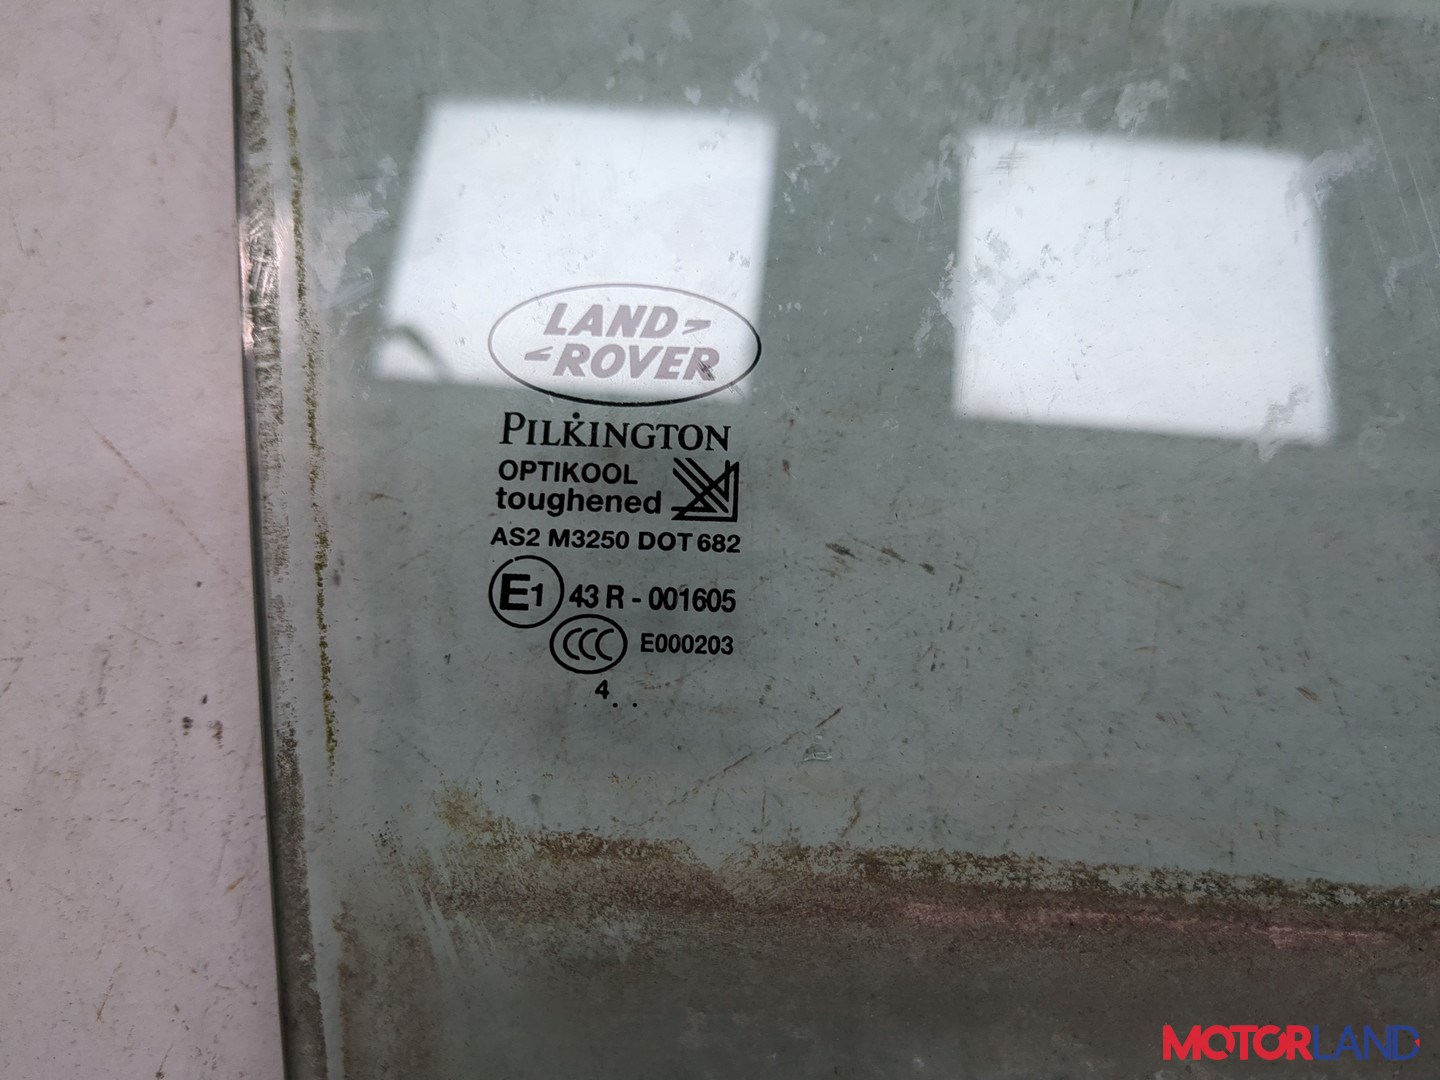 LAND
ROVER
PILKINGTON
OPTIKOOL
toughened
AS2 M3250 DOT 682
E1 43 R - 001605
CCC E000203
4 . .
MOTORLAND